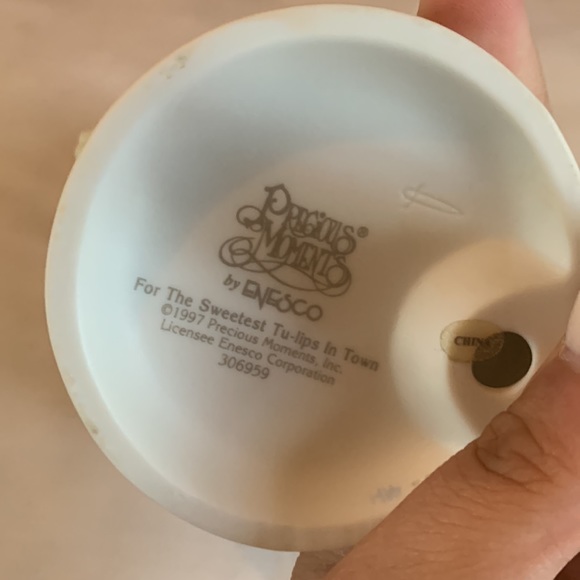 PRECIOUS
MOMENTS®
by ENESCO
For The Sweetest Tu-lips In Town
©1997 Precious Moments, Inc.
Licensee Enesco Corporation
306959
CHINA